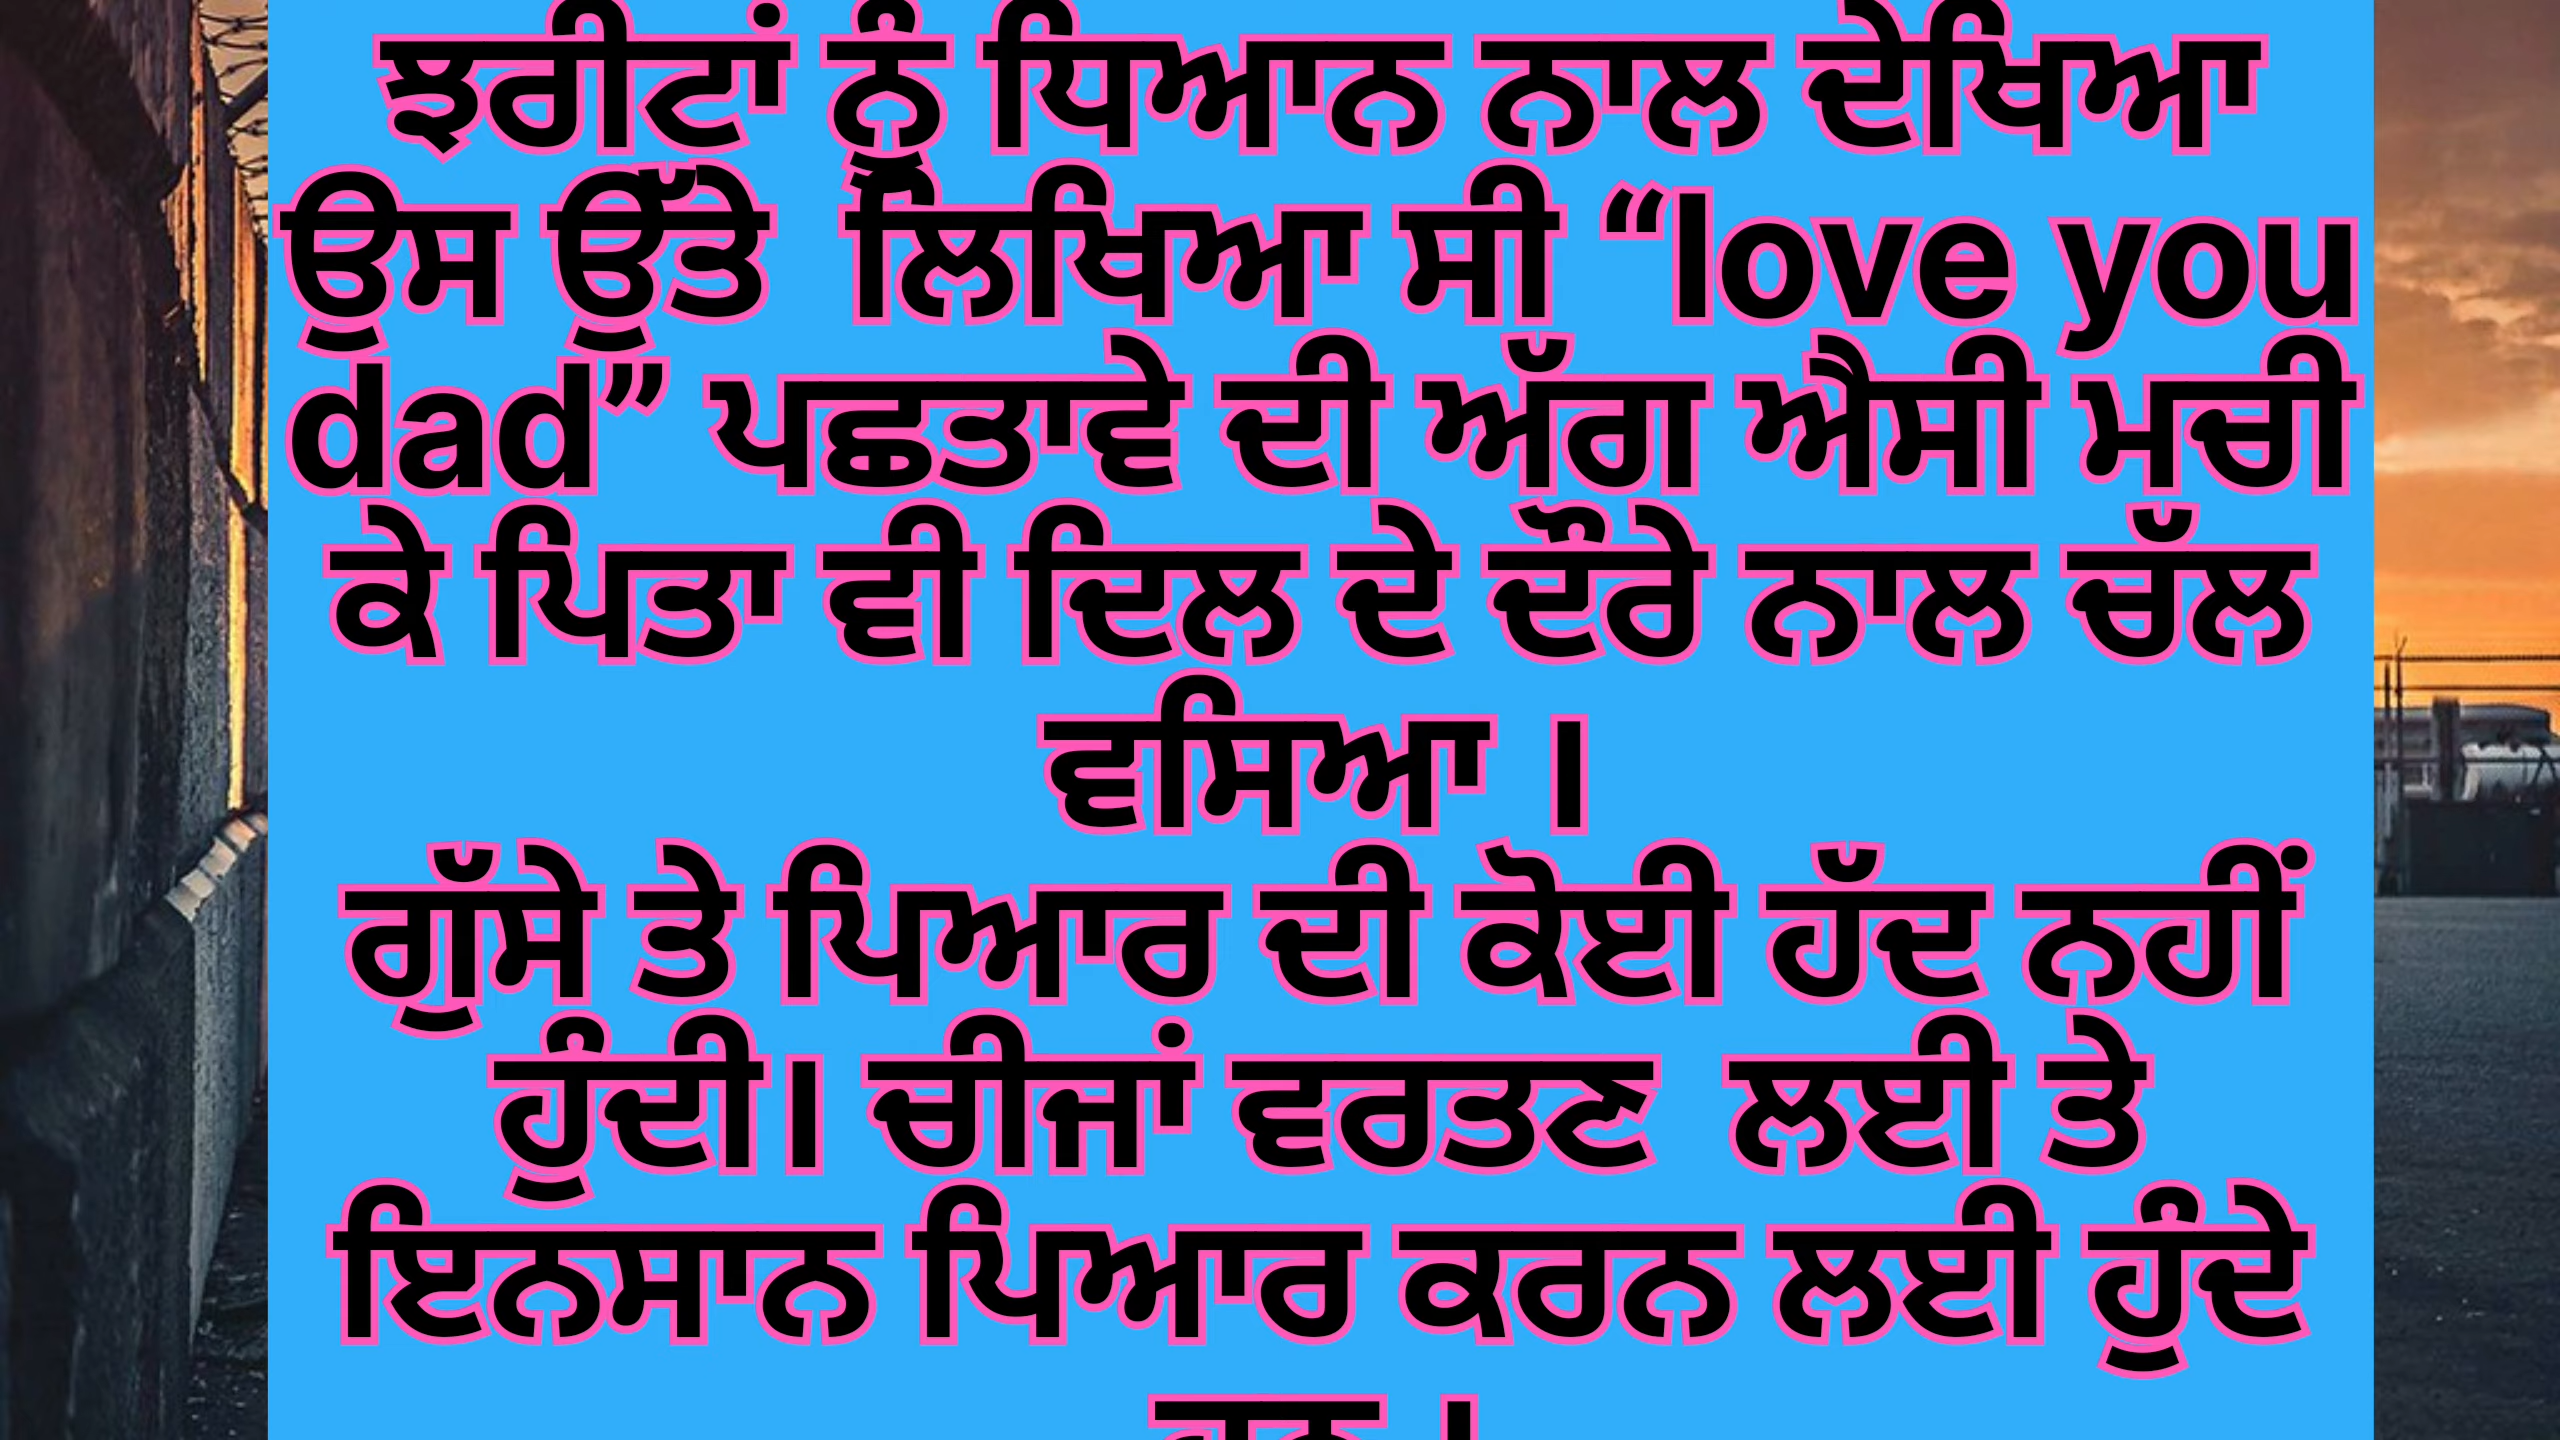 ਝਰੀਟਾਂ ਨੂੰ ਧਿਆਨ ਨਾਲ ਦੇਖਿਆ
ਉਸ ਉੱਤੇ  ਲਿਖਿਆ ਸੀ “love you
dad” ਪਛਤਾਵੇ ਦੀ ਅੱਗ ਐਸੀ ਮਚੀ
ਕੇ ਪਿਤਾ ਵੀ ਦਿਲ ਦੇ ਦੌਰੇ ਨਾਲ ਚੱਲ
ਵਸਿਆ ।
ਗੁੱਸੇ ਤੇ ਪਿਆਰ ਦੀ ਕੋਈ ਹੱਦ ਨਹੀਂ
ਹੁੰਦੀ। ਚੀਜਾਂ ਵਰਤਣ  ਲਈ ਤੇ
ਇਨਸਾਨ ਪਿਆਰ ਕਰਨ ਲਈ ਹੁੰਦੇ